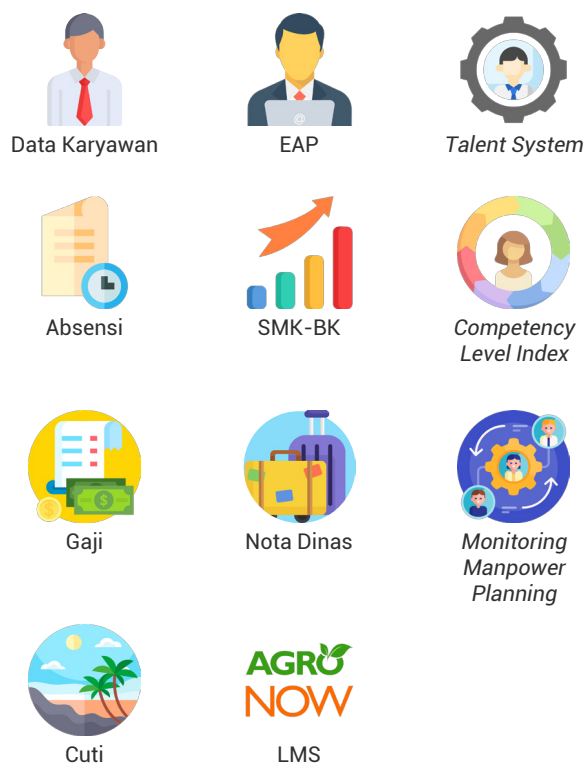 Data Karyawan
EAP
Talent System
Absensi
SMK-BK
Competency
Level Index
Gaji
Nota Dinas
Monitoring
Manpower
Planning
Cuti
AGRO
NOW
LMS